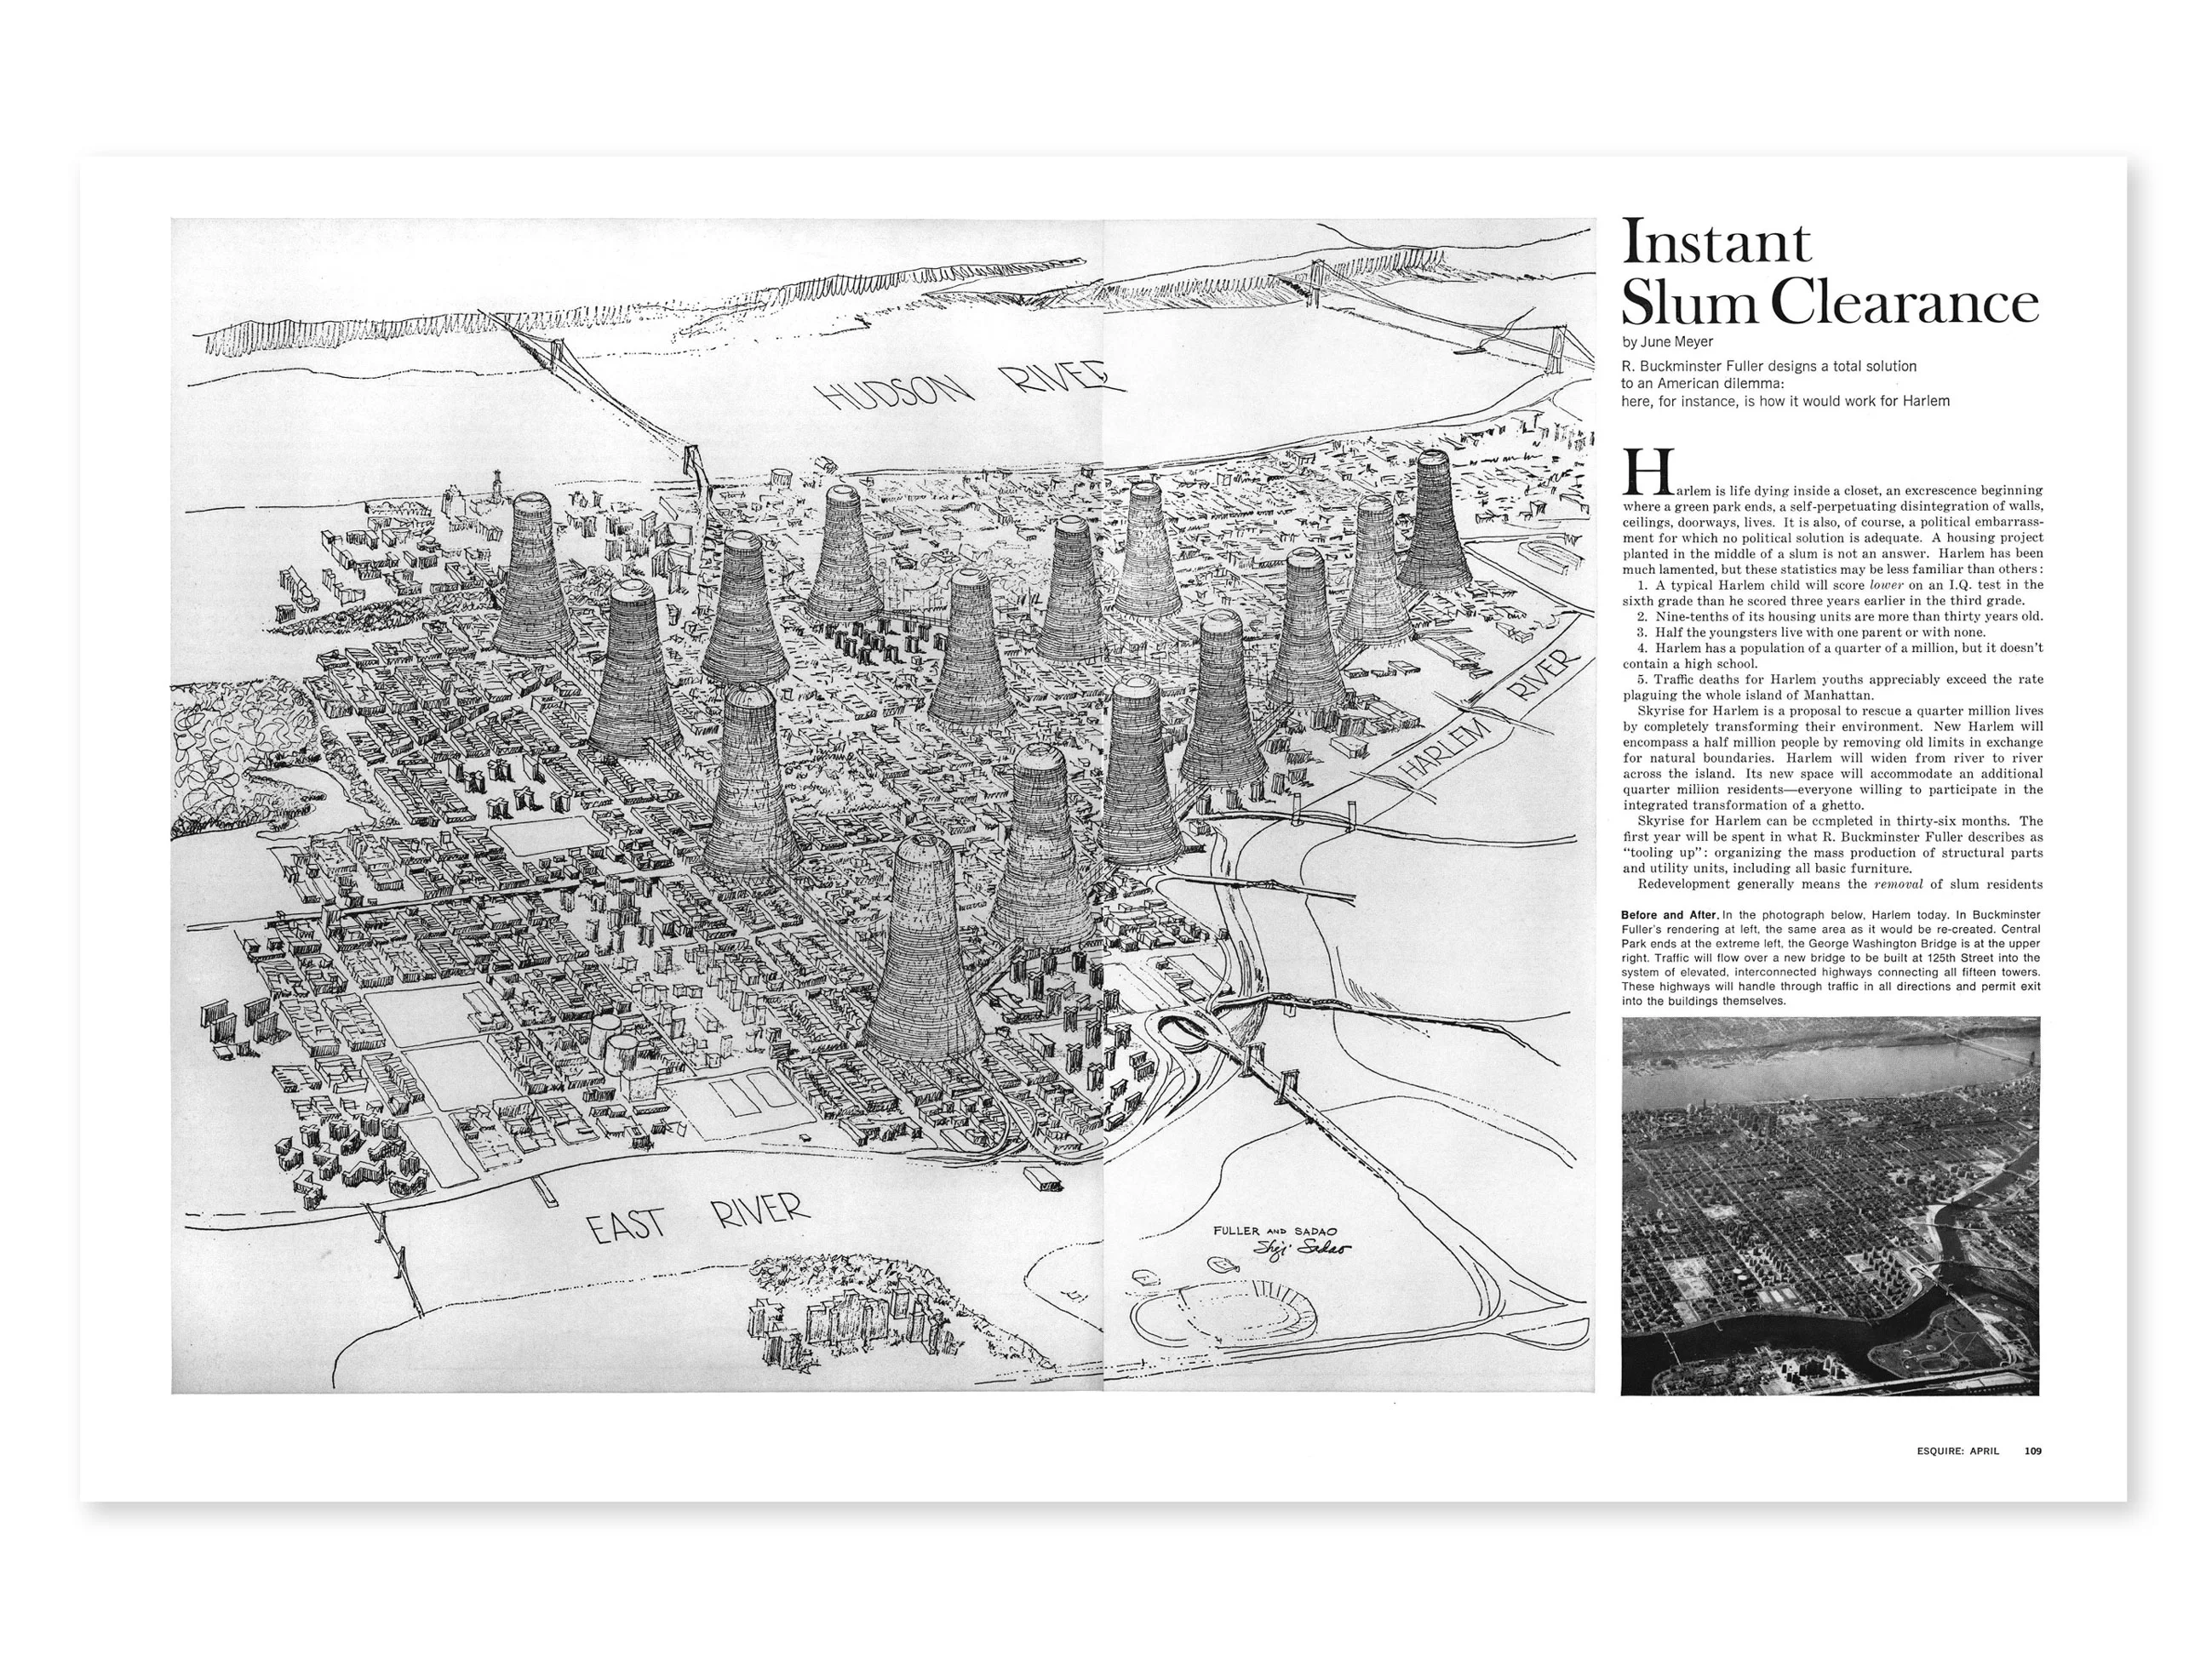 HUDSON RIVER
HARLEM RIVER
EAST RIVER
FULLER AND SADAO
Shoji Sadao
Instant
Slum Clearance
by June Meyer
R. Buckminster Fuller designs a total solution
to an American dilemma:
here, for instance, is how it would work for Harlem
Harlem is life dying inside a closet, an excrescence beginning
where a green park ends, a self-perpetuating disintegration of walls,
ceilings, doorways, lives. It is also, of course, a political embarrass-
ment for which no political solution is adequate. A housing project
planted in the middle of a slum is not an answer. Harlem has been
much lamented, but these statistics may be less familiar than others:
1. A typical Harlem child will score lower on an I.Q. test in the
sixth grade than he scored three years earlier in the third grade.
2. Nine-tenths of its housing units are more than thirty years old.
3. Half the youngsters live with one parent or with none.
4. Harlem has a population of a quarter of a million, but it doesn't
contain a high school.
5. Traffic deaths for Harlem youths appreciably exceed the rate
plaguing the whole island of Manhattan.
Skyrise for Harlem is a proposal to rescue a quarter million lives
by completely transforming their environment. New Harlem will
encompass a half million people by removing old limits in exchange
for natural boundaries. Harlem will widen from river to river
across the island. Its new space will accommodate an additional
quarter million residents—everyone willing to participate in the
integrated transformation of a ghetto.
Skyrise for Harlem can be completed in thirty-six months. The
first year will be spent in what R. Buckminster Fuller describes as
"tooling up": organizing the mass production of structural parts
and utility units, including all basic furniture.
Redevelopment generally means the removal of slum residents
Before and After. In the photograph below, Harlem today. In Buckminster
Fuller's rendering at left, the same area as it would be re-created. Central
Park ends at the extreme left, the George Washington Bridge is at the upper
right. Traffic will flow over a new bridge to be built at 125th Street into the
system of elevated, interconnected highways connecting all fifteen towers.
These highways will handle through traffic in all directions and permit exit
into the buildings themselves.
ESQUIRE: APRIL 109